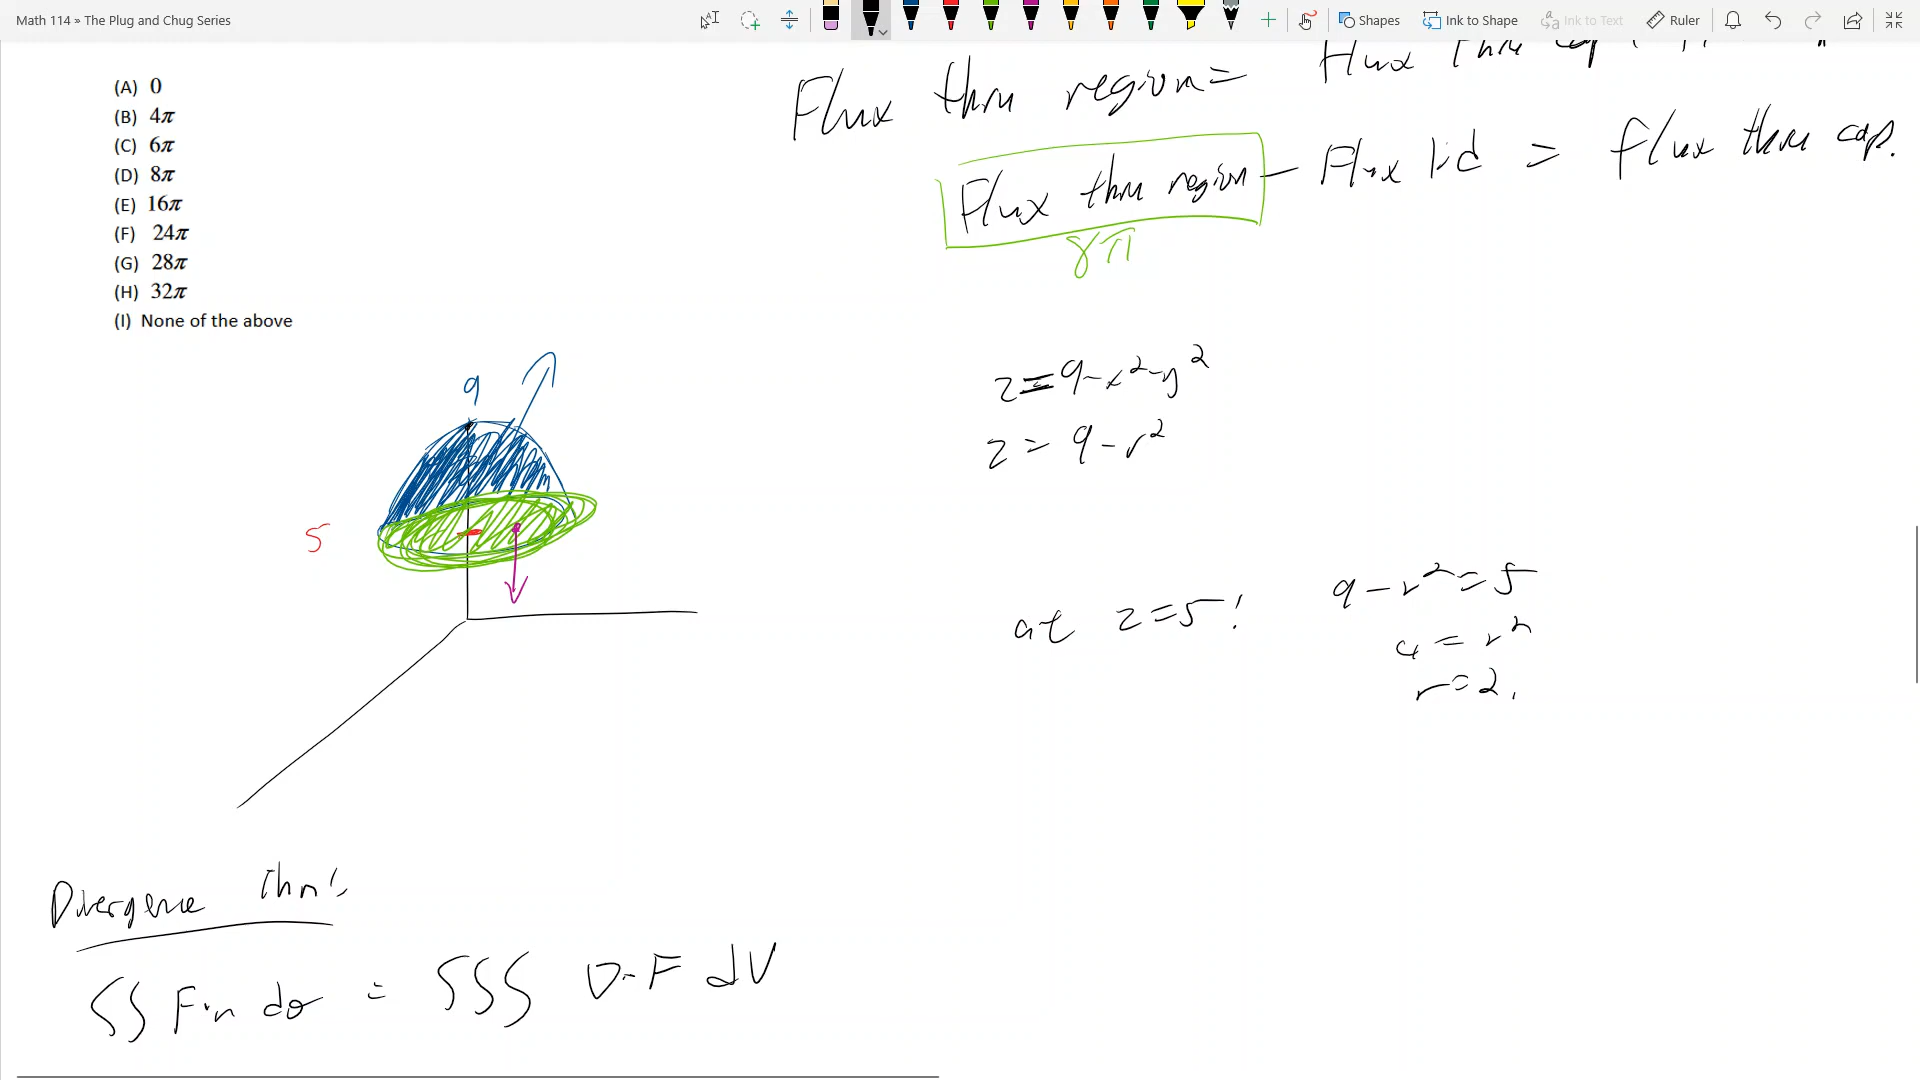 Math 114 » The Plug and Chug Series
Shapes
Ink to Shape
Ink to Text
Ruler
(A) 0
(B) 4π
(C) 6π
(D) 8π
(E) 16π
(F) 24π
(G) 28π
(H) 32π
(I) None of the above
Flux thru region =
Flux thru
Flux thru region - Flux lid = flux thru cap.
8π
z=9-x²-y²
z = 9-r²
9
5
at z=5:
9-r²=5
4 = r²
r=2.
Divergence Thm:
∫∫ F·n dσ = ∫∫∫ ∇·F dV